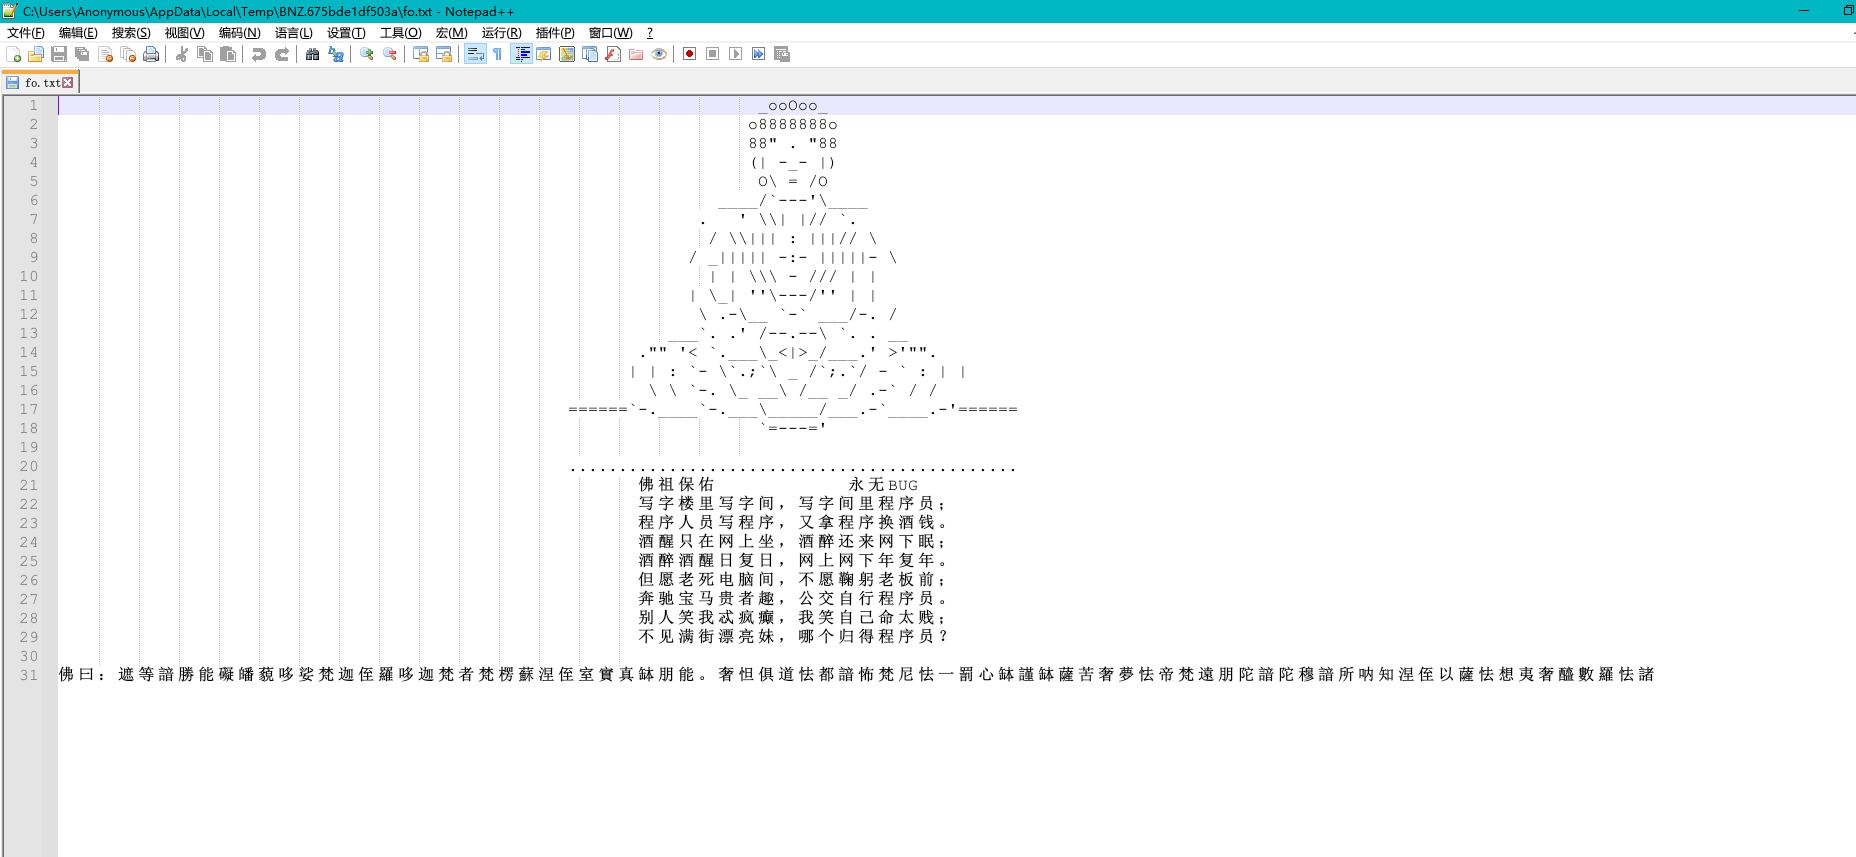 C:\Users\Anonymous\AppData\Local\Temp\BNZ.675bde1df503a\fo.txt - Notepad++
文件(F) 编辑(E) 搜索(S) 视图(V) 编码(N) 语言(L) 设置(T) 工具(O) 宏(M) 运行(R) 插件(P) 窗口(W) ?
fo.txt
1 _ooOoo_
2 o8888888o
3 88" . "88
4 (| -_- |)
5 O\ = /O
6 ____/`---'\____
7 . ' \\| |// `.
8 / \\||| : |||// \
9 / _||||| -:- |||||- \
10 | | \\\ - /// | |
11 | \_| ''\---/'' | |
12 \ .-\__ `-` ___/-. /
13 ___`. .' /--.--\ `. . __
14 ."" '< `.___\_<|>_/___.' >'"".
15 | | : `- \`.;`\ _ /`;.`/ - ` : | |
16 \ \ `-. \_ __\ /__ _/ .-` / /
17 ======`-.____`-.___\_____/___.-`____.-'======
18 `=---='
19
20 .............................................
21 佛祖保佑 永无BUG
22 写字楼里写字间，写字间里程序员；
23 程序人员写程序，又拿程序换酒钱。
24 酒醒只在网上坐，酒醉还来网下眠；
25 酒醉酒醒日复日，网上网下年复年。
26 但愿老死电脑间，不愿鞠躬老板前；
27 奔驰宝马贵者趣，公交自行程序员。
28 别人笑我忒疯癫，我笑自己命太贱；
29 不见满街漂亮妹，哪个归得程序员？
30
31 佛曰：遮等諳勝能礙皤藐哆娑梵迦侄羅哆迦梵者梵楞蘇涅侄室實真缽朋能。奢怛俱道怯都諳怖梵尼怯一罰心缽謹缽薩苦奢夢怯帝梵遠朋陀諳陀穆諳所呐知涅侄以薩怯想夷奢醯數羅怯諸